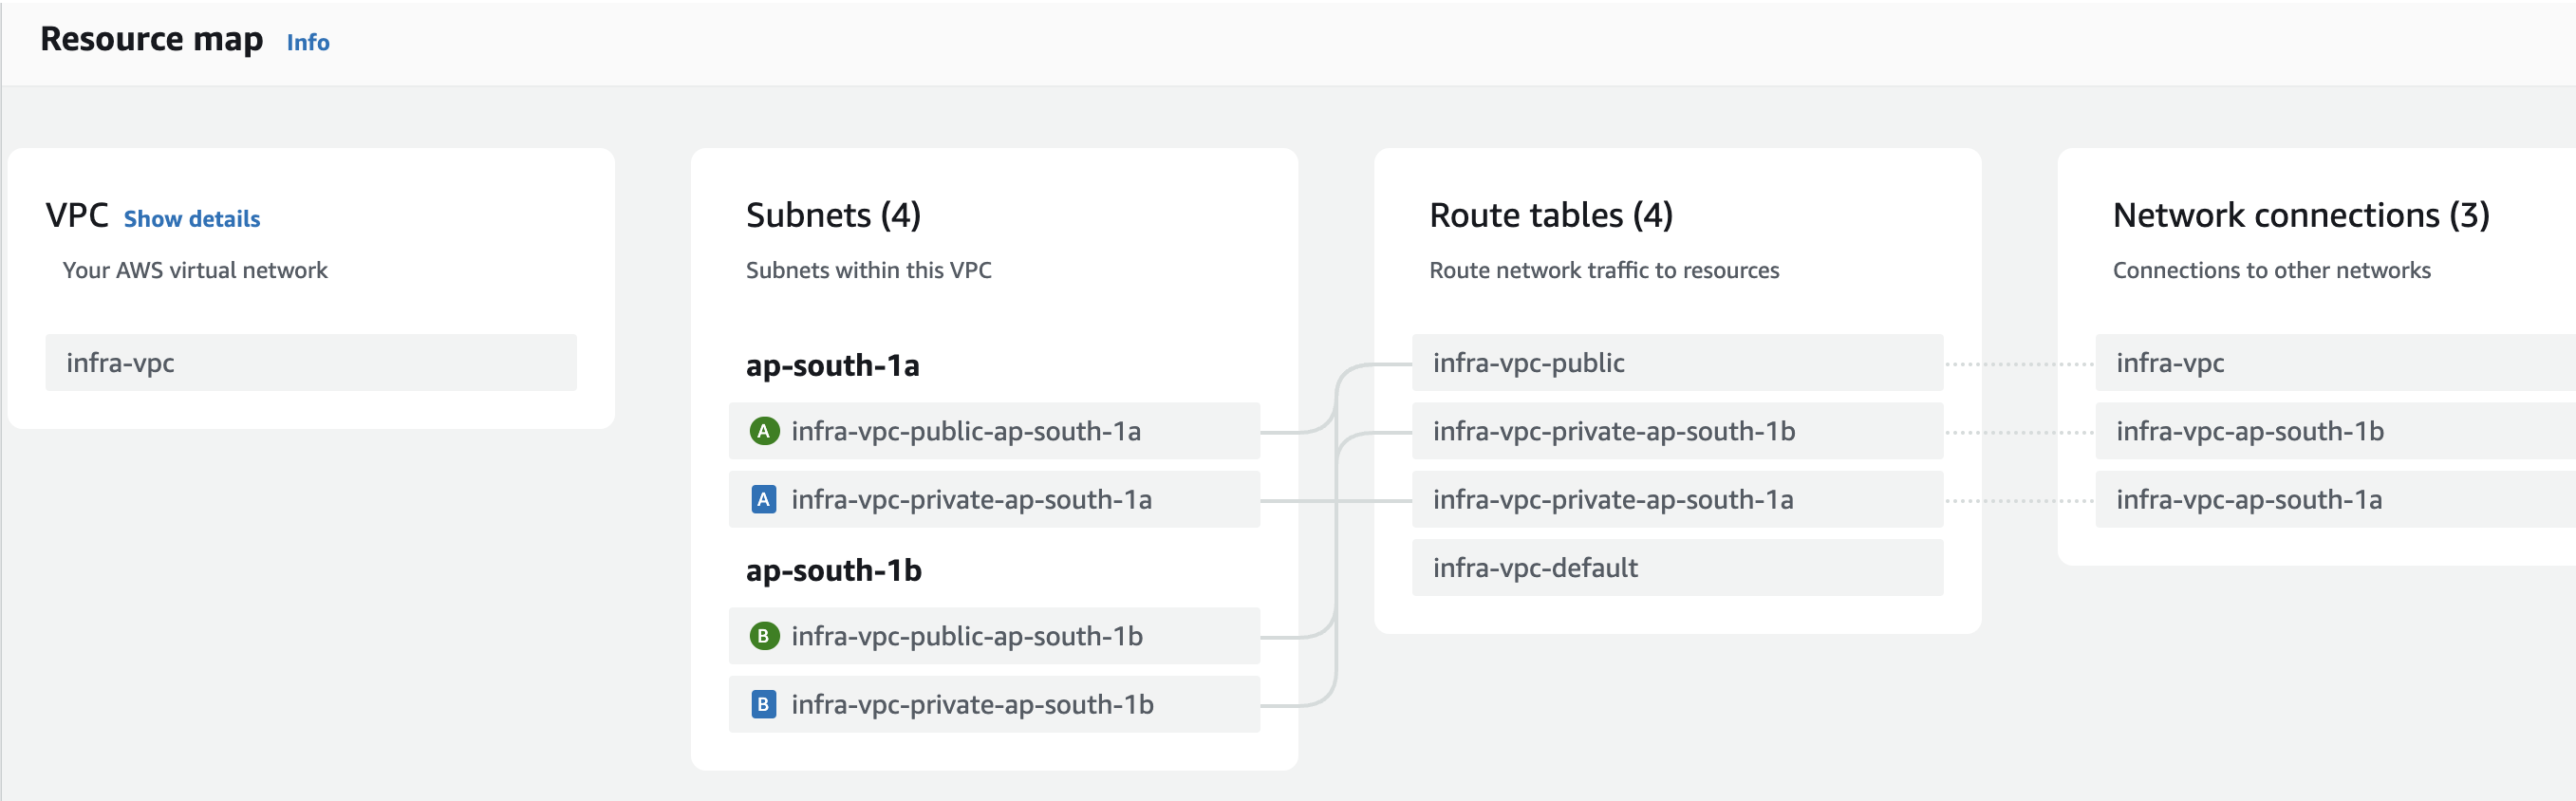 Resource map Info
VPC Show details
Your AWS virtual network
infra-vpc
Subnets (4)
Subnets within this VPC
ap-south-1a
A infra-vpc-public-ap-south-1a
A infra-vpc-private-ap-south-1a
ap-south-1b
B infra-vpc-public-ap-south-1b
B infra-vpc-private-ap-south-1b
Route tables (4)
Route network traffic to resources
infra-vpc-public
infra-vpc-private-ap-south-1b
infra-vpc-private-ap-south-1a
infra-vpc-default
Network connections (3)
Connections to other networks
infra-vpc
infra-vpc-ap-south-1b
infra-vpc-ap-south-1a